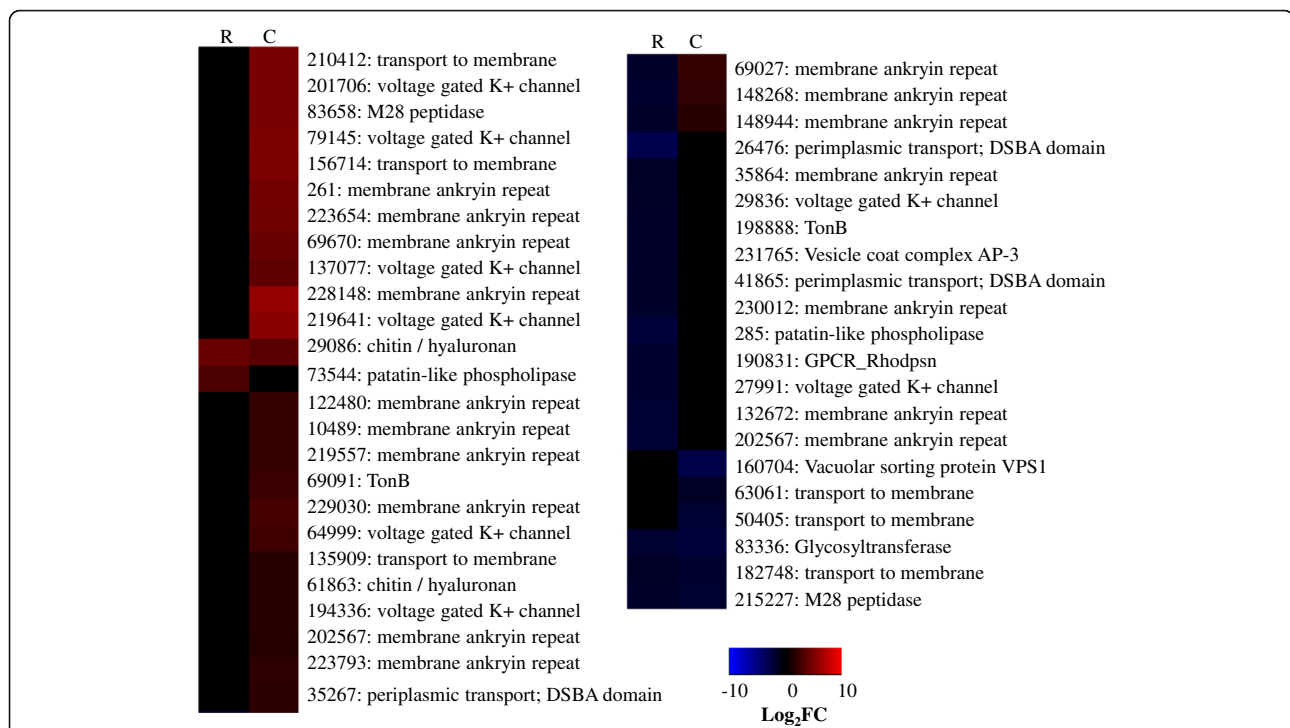 R C
210412: transport to membrane
201706: voltage gated K+ channel
83658: M28 peptidase
79145: voltage gated K+ channel
156714: transport to membrane
261: membrane ankryin repeat
223654: membrane ankryin repeat
69670: membrane ankryin repeat
137077: voltage gated K+ channel
228148: membrane ankryin repeat
219641: voltage gated K+ channel
29086: chitin / hyaluronan
73544: patatin-like phospholipase
122480: membrane ankryin repeat
10489: membrane ankryin repeat
219557: membrane ankryin repeat
69091: TonB
229030: membrane ankryin repeat
64999: voltage gated K+ channel
135909: transport to membrane
61863: chitin / hyaluronan
194336: voltage gated K+ channel
202567: membrane ankryin repeat
223793: membrane ankryin repeat
35267: periplasmic transport; DSBA domain
R C
69027: membrane ankryin repeat
148268: membrane ankryin repeat
148944: membrane ankryin repeat
26476: perimplasmic transport; DSBA domain
35864: membrane ankryin repeat
29836: voltage gated K+ channel
198888: TonB
231765: Vesicle coat complex AP-3
41865: perimplasmic transport; DSBA domain
230012: membrane ankryin repeat
285: patatin-like phospholipase
190831: GPCR_Rhodpsn
27991: voltage gated K+ channel
132672: membrane ankryin repeat
202567: membrane ankryin repeat
160704: Vacuolar sorting protein VPS1
63061: transport to membrane
50405: transport to membrane
83336: Glycosyltransferase
182748: transport to membrane
215227: M28 peptidase
-10 0 10
Log₂FC